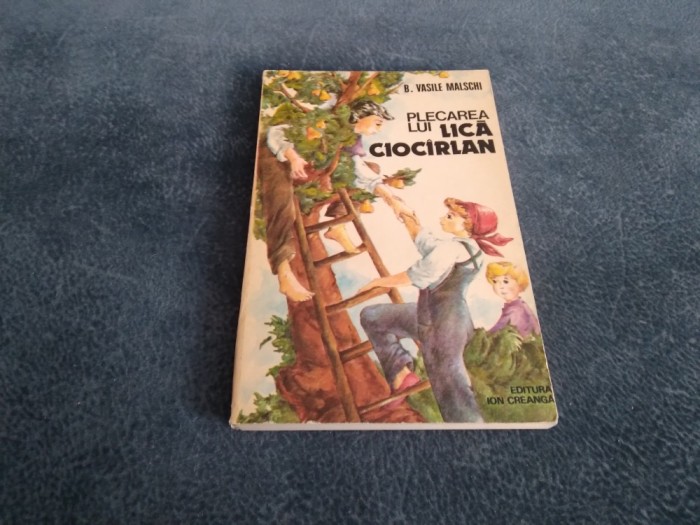 B. VASILE MALSCHI
PLECAREA
LUI LICĂ
CIOCÎRLAN
EDITURA
ION CREANGĂ